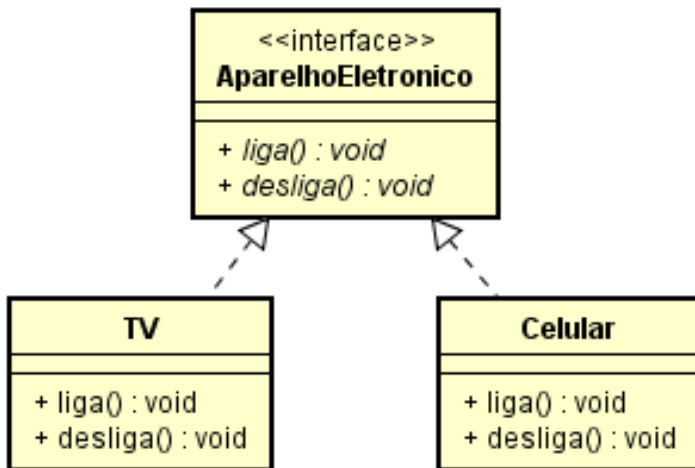 <<interface>>
AparelhoEletronico
+ liga() : void
+ desliga() : void
TV
+ liga() : void
+ desliga() : void
Celular
+ liga() : void
+ desliga() : void